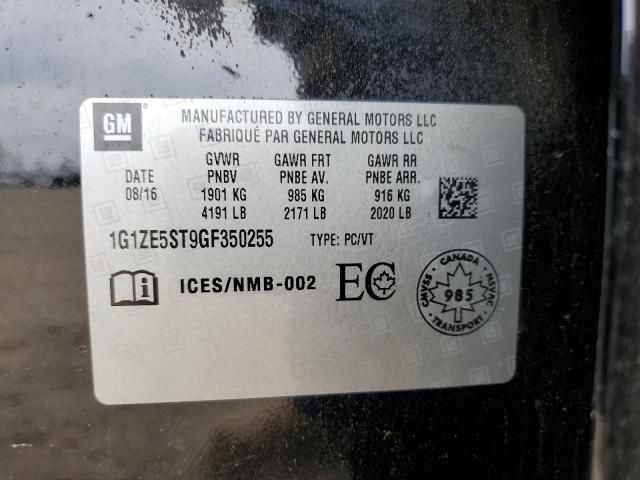 GM
MANUFACTURED BY GENERAL MOTORS LLC
FABRIQUÉ PAR GENERAL MOTORS LLC
GVWR GAWR FRT GAWR RR
DATE PNBV PNBE AV. PNBE ARR.
08/16 1901 KG 985 KG 916 KG
4191 LB 2171 LB 2020 LB
1G1ZE5ST9GF350255 TYPE: PC/VT
i ICES/NMB-002 EC
CANADA
CMVSS 985 NSVAC
TRANSPORT